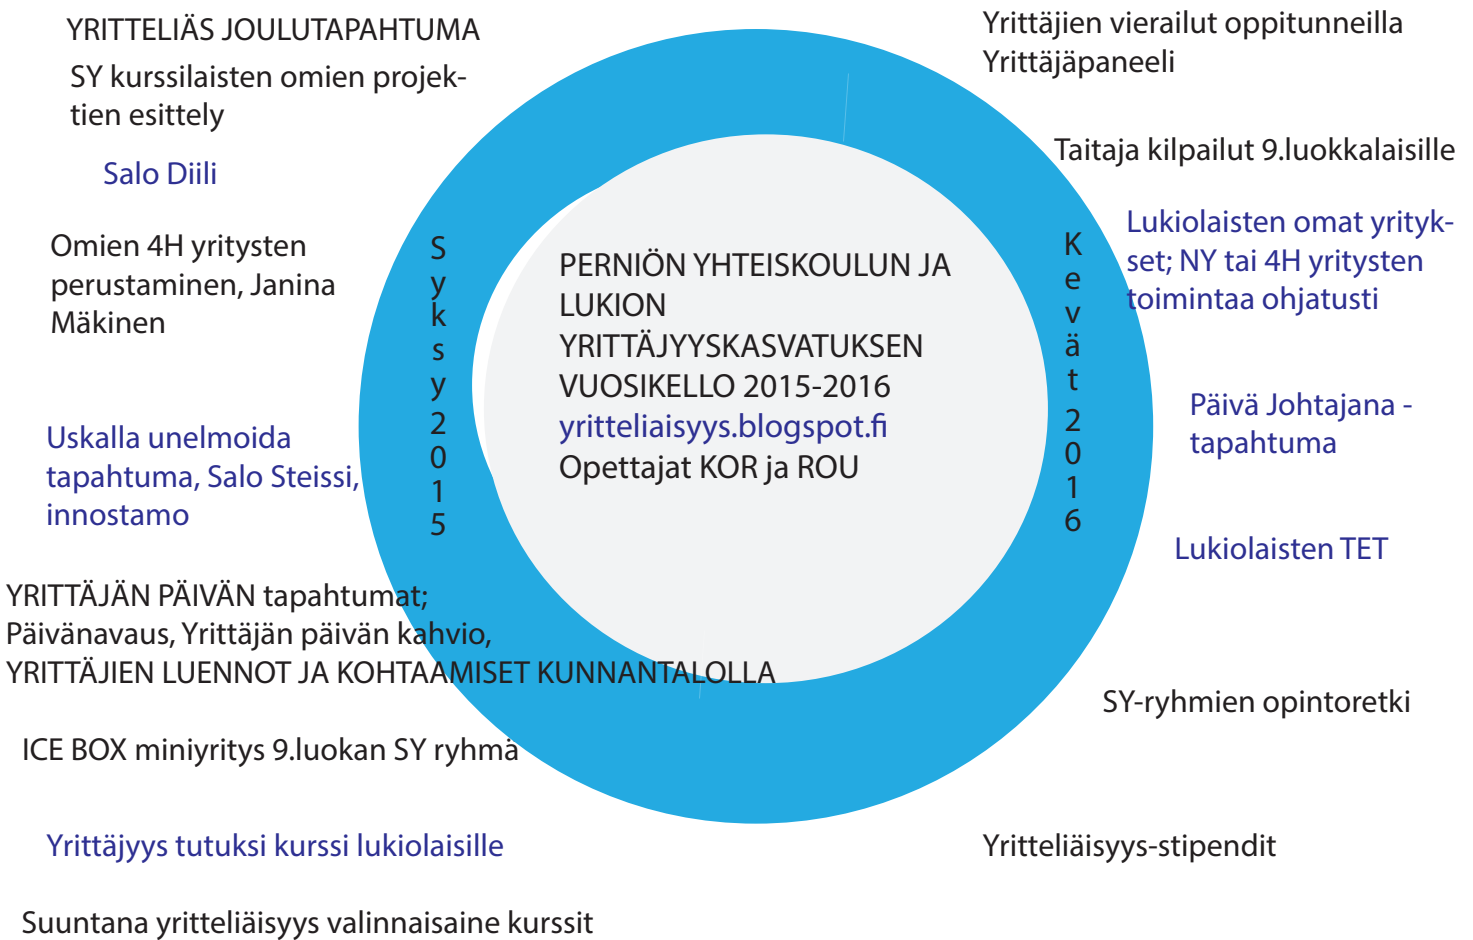 YRITTELIÄS JOULUTAPAHTUMA
SY kurssilaisten omien projek-
tien esittely
Salo Diili
Omien 4H yritysten
perustaminen, Janina
Mäkinen
Uskalla unelmoida
tapahtuma, Salo Steissi,
innostamo
YRITTÄJÄN PÄIVÄN tapahtumat;
Päivänavaus, Yrittäjän päivän kahvio,
YRITTÄJIEN LUENNOT JA KOHTAAMISET KUNNANTALOLLA
ICE BOX miniyritys 9.luokan SY ryhmä
Yrittäjyys tutuksi kurssi lukiolaisille
Suuntana yritteliäisyys valinnaisaine kurssit
Syksy 2015
PERNIÖN YHTEISKOULUN JA
LUKION
YRITTÄJYYSKASVATUKSEN
VUOSIKELLO 2015-2016
yritteliaisyys.blogspot.fi
Opettajat KOR ja ROU
Kevät 2016
Yrittäjien vierailut oppitunneilla
Yrittäjäpaneeli
Taitaja kilpailut 9.luokkalaisille
Lukiolaisten omat yrityk-
set; NY tai 4H yritysten
toimintaa ohjatusti
Päivä Johtajana -
tapahtuma
Lukiolaisten TET
SY-ryhmien opintoretki
Yritteliäisyys-stipendit